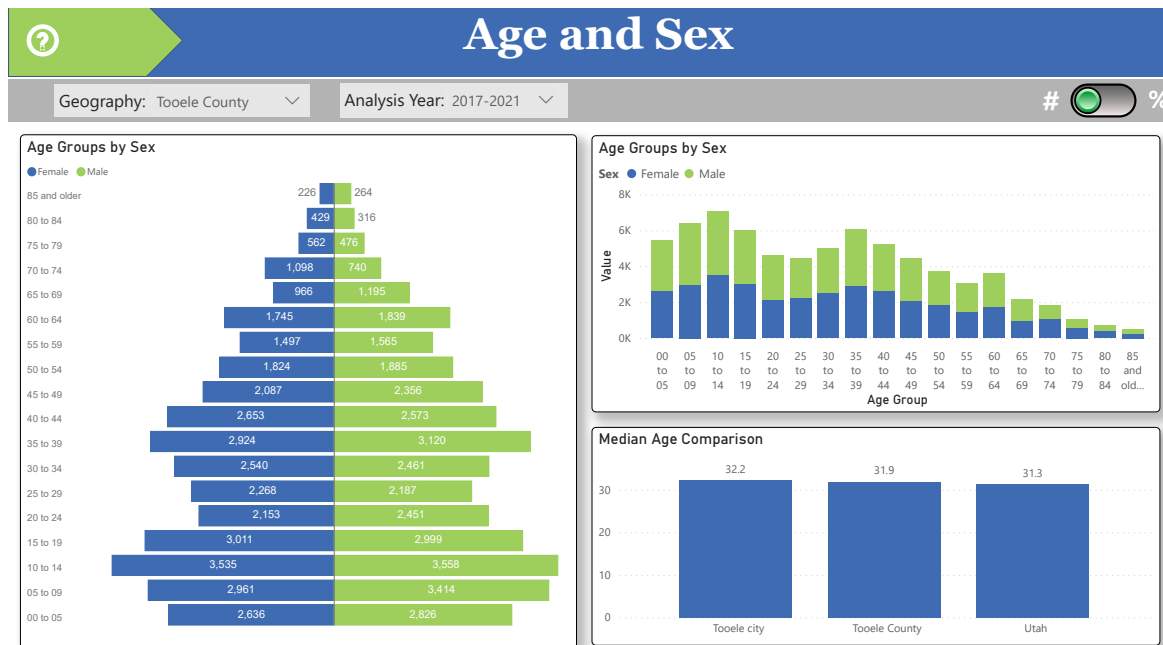 Age and Sex
Geography: Tooele County
Analysis Year: 2017-2021
# %
Age Groups by Sex
Female Male
85 and older 226 264
80 to 84 429 316
75 to 79 562 476
70 to 74 1,098 740
65 to 69 966 1,195
60 to 64 1,745 1,839
55 to 59 1,497 1,565
50 to 54 1,824 1,885
45 to 49 2,087 2,356
40 to 44 2,653 2,573
35 to 39 2,924 3,120
30 to 34 2,540 2,461
25 to 29 2,268 2,187
20 to 24 2,153 2,451
15 to 19 3,011 2,999
10 to 14 3,535 3,558
05 to 09 2,961 3,414
00 to 05 2,636 2,826
Age Groups by Sex
Sex Female Male
8K
6K
4K
2K
0K
Value
00 05 10 15 20 25 30 35 40 45 50 55 60 65 70 75 80 85
to to to to to to to to to to to to to to to to to and
05 09 14 19 24 29 34 39 44 49 54 59 64 69 74 79 84 old...
Age Group
Median Age Comparison
32.2 31.9 31.3
30
20
10
0
Tooele city Tooele County Utah